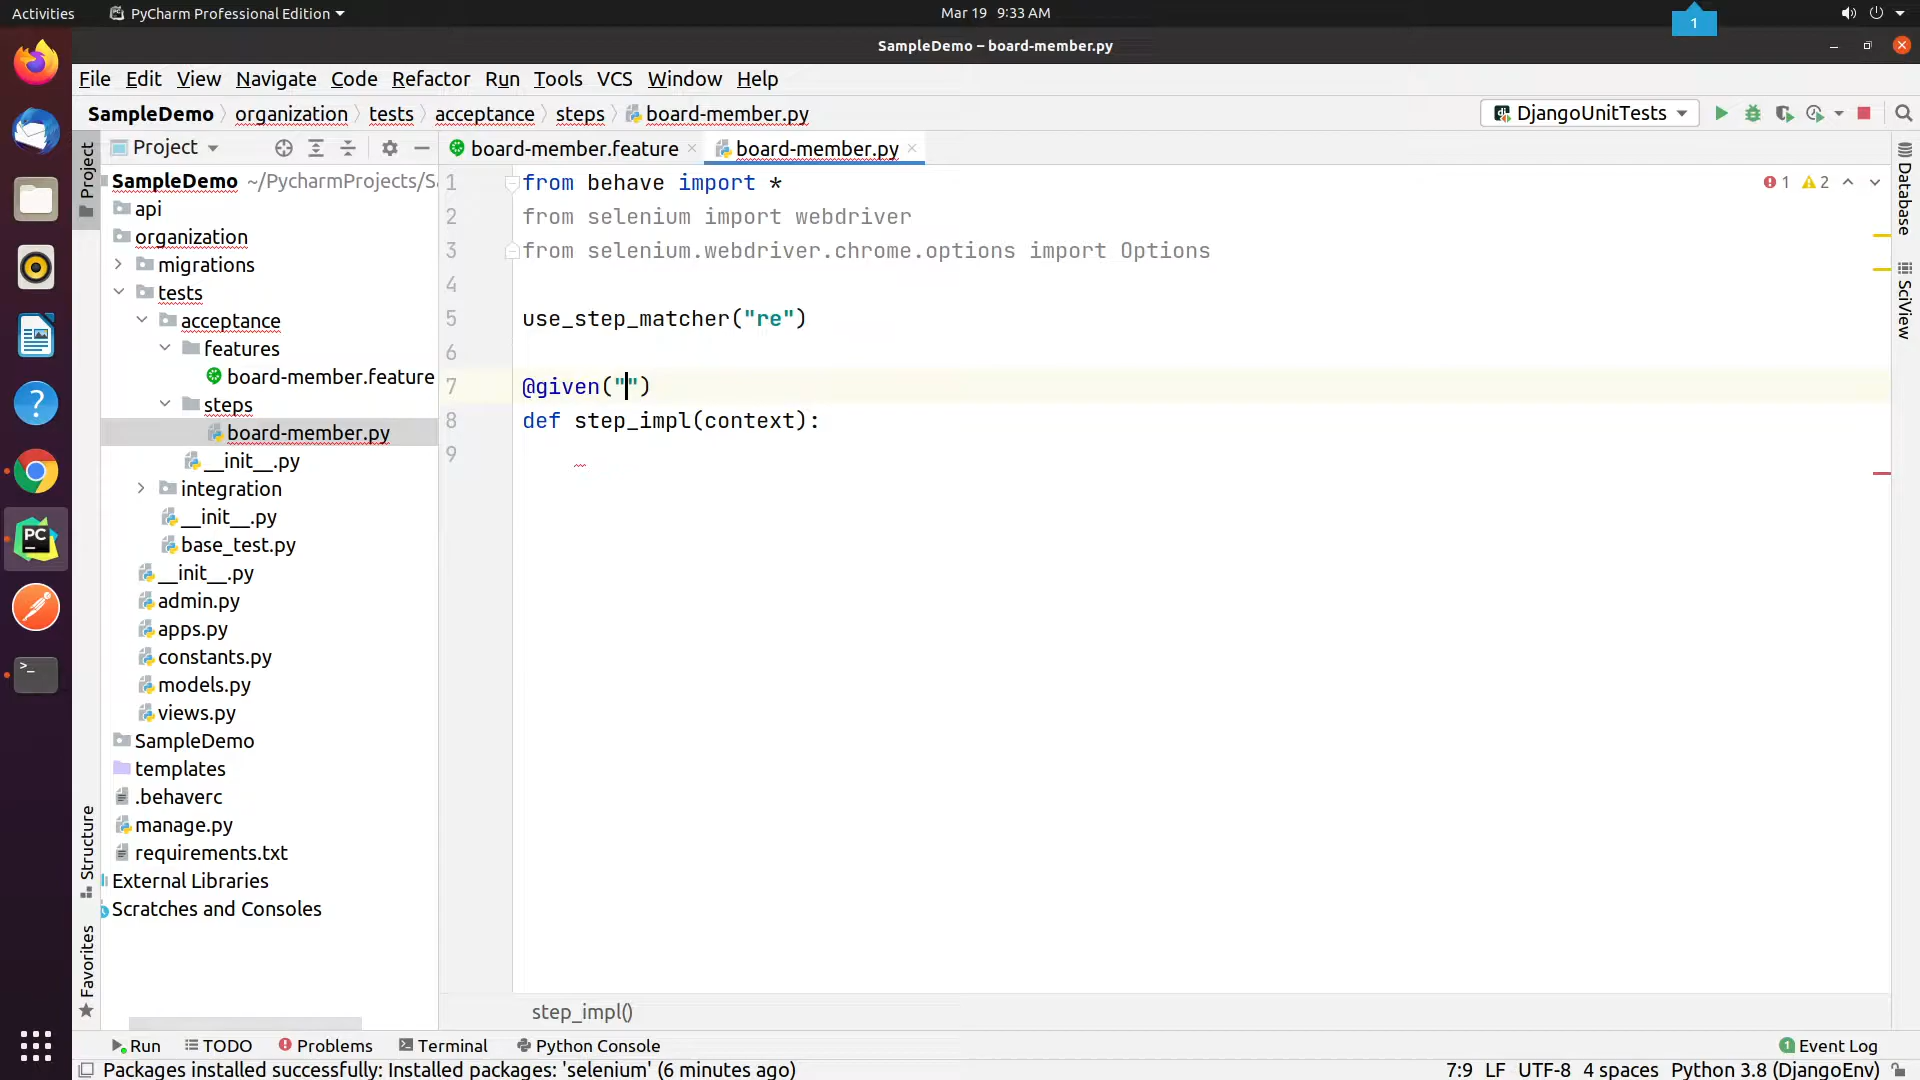 Activities
PyCharm Professional Edition
Mar 19 9:33 AM
1
SampleDemo – board-member.py
File Edit View Navigate Code Refactor Run Tools VCS Window Help
SampleDemo organization tests acceptance steps board-member.py
DjangoUnitTests
Project
board-member.feature
board-member.py
Project
Structure
Favorites
SampleDemo ~/PycharmProjects/Sa
api
organization
migrations
tests
acceptance
features
board-member.feature
steps
board-member.py
__init__.py
integration
__init__.py
base_test.py
__init__.py
admin.py
apps.py
constants.py
models.py
views.py
SampleDemo
templates
.behaverc
manage.py
requirements.txt
External Libraries
Scratches and Consoles
1 from behave import *
2 from selenium import webdriver
3 from selenium.webdriver.chrome.options import Options
4
5 use_step_matcher("re")
6
7 @given("")
8 def step_impl(context):
9
1 2
Database
SciView
step_impl()
Run TODO Problems Terminal Python Console
1 Event Log
Packages installed successfully: Installed packages: 'selenium' (6 minutes ago)
7:9 LF UTF-8 4 spaces Python 3.8 (DjangoEnv)
PC